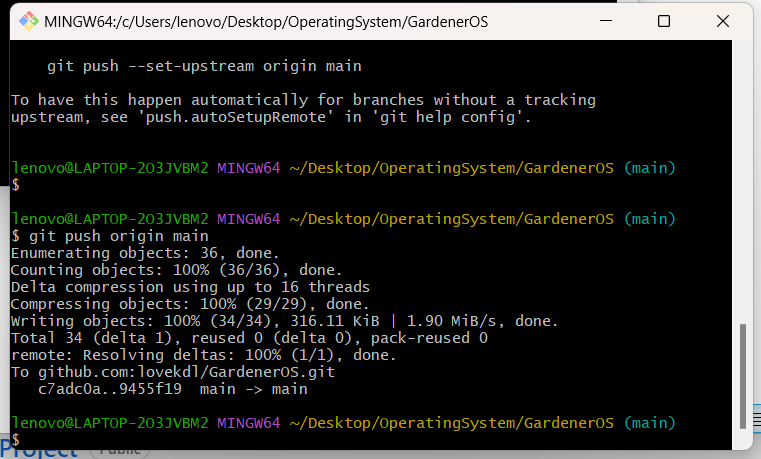 MINGW64:/c/Users/lenovo/Desktop/OperatingSystem/GardenerOS
git push --set-upstream origin main
To have this happen automatically for branches without a tracking
upstream, see 'push.autoSetupRemote' in 'git help config'.
lenovo@LAPTOP-2O3JVBM2 MINGW64 ~/Desktop/OperatingSystem/GardenerOS (main)
$
lenovo@LAPTOP-2O3JVBM2 MINGW64 ~/Desktop/OperatingSystem/GardenerOS (main)
$ git push origin main
Enumerating objects: 36, done.
Counting objects: 100% (36/36), done.
Delta compression using up to 16 threads
Compressing objects: 100% (29/29), done.
Writing objects: 100% (34/34), 316.11 KiB | 1.90 MiB/s, done.
Total 34 (delta 1), reused 0 (delta 0), pack-reused 0
remote: Resolving deltas: 100% (1/1), done.
To github.com:lovekdl/GardenerOS.git
c7adc0a..9455f19  main -> main
lenovo@LAPTOP-2O3JVBM2 MINGW64 ~/Desktop/OperatingSystem/GardenerOS (main)
$
Project Public